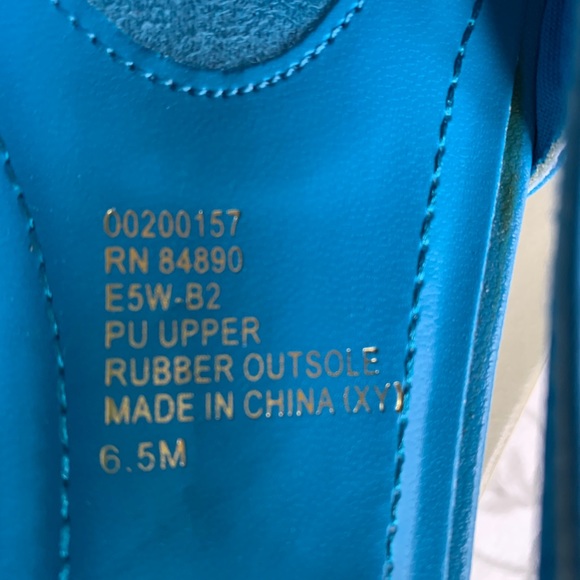 00200157
RN 84890
E5W-B2
PU UPPER
RUBBER OUTSOLE
MADE IN CHINA (XY)
6.5M